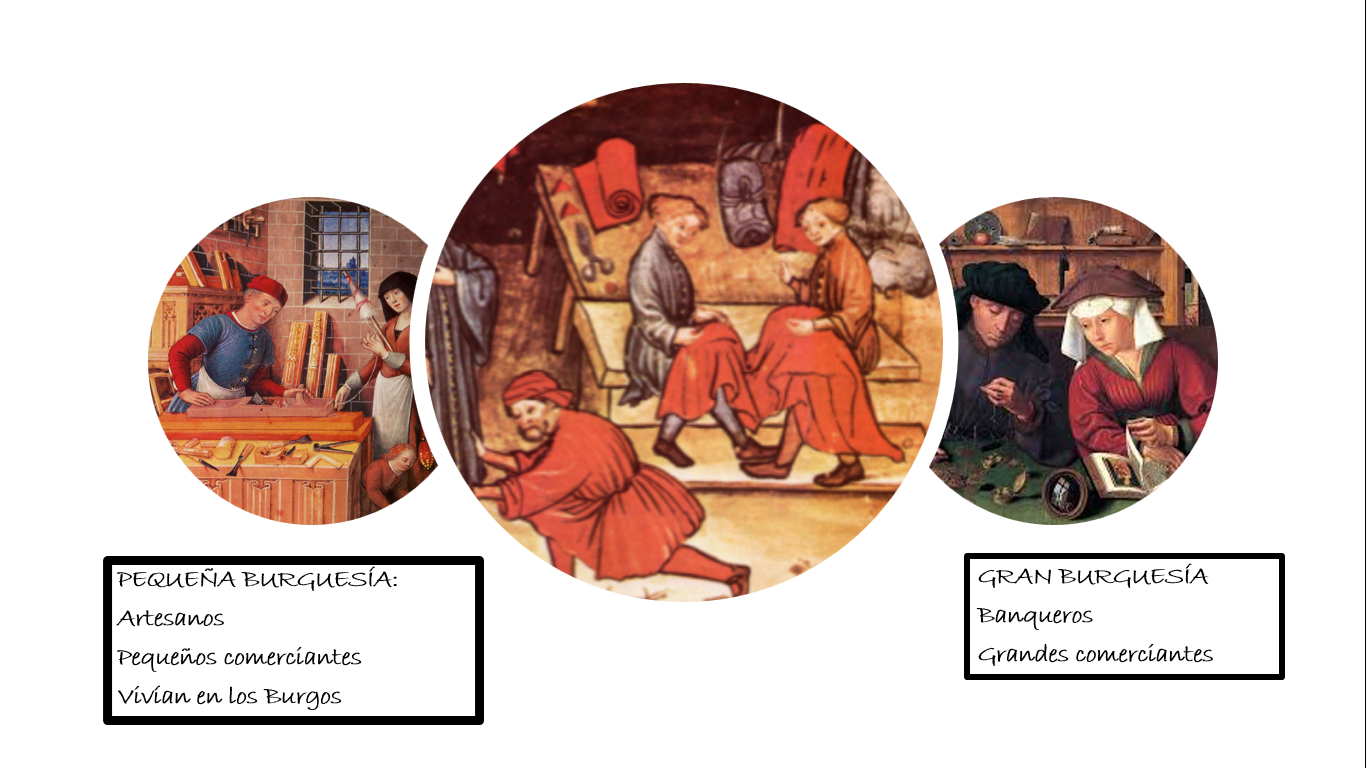 PEQUEÑA BURGUESÍA:
Artesanos
Pequeños comerciantes
Vivían en los Burgos
GRAN BURGUESÍA
Banqueros
Grandes comerciantes